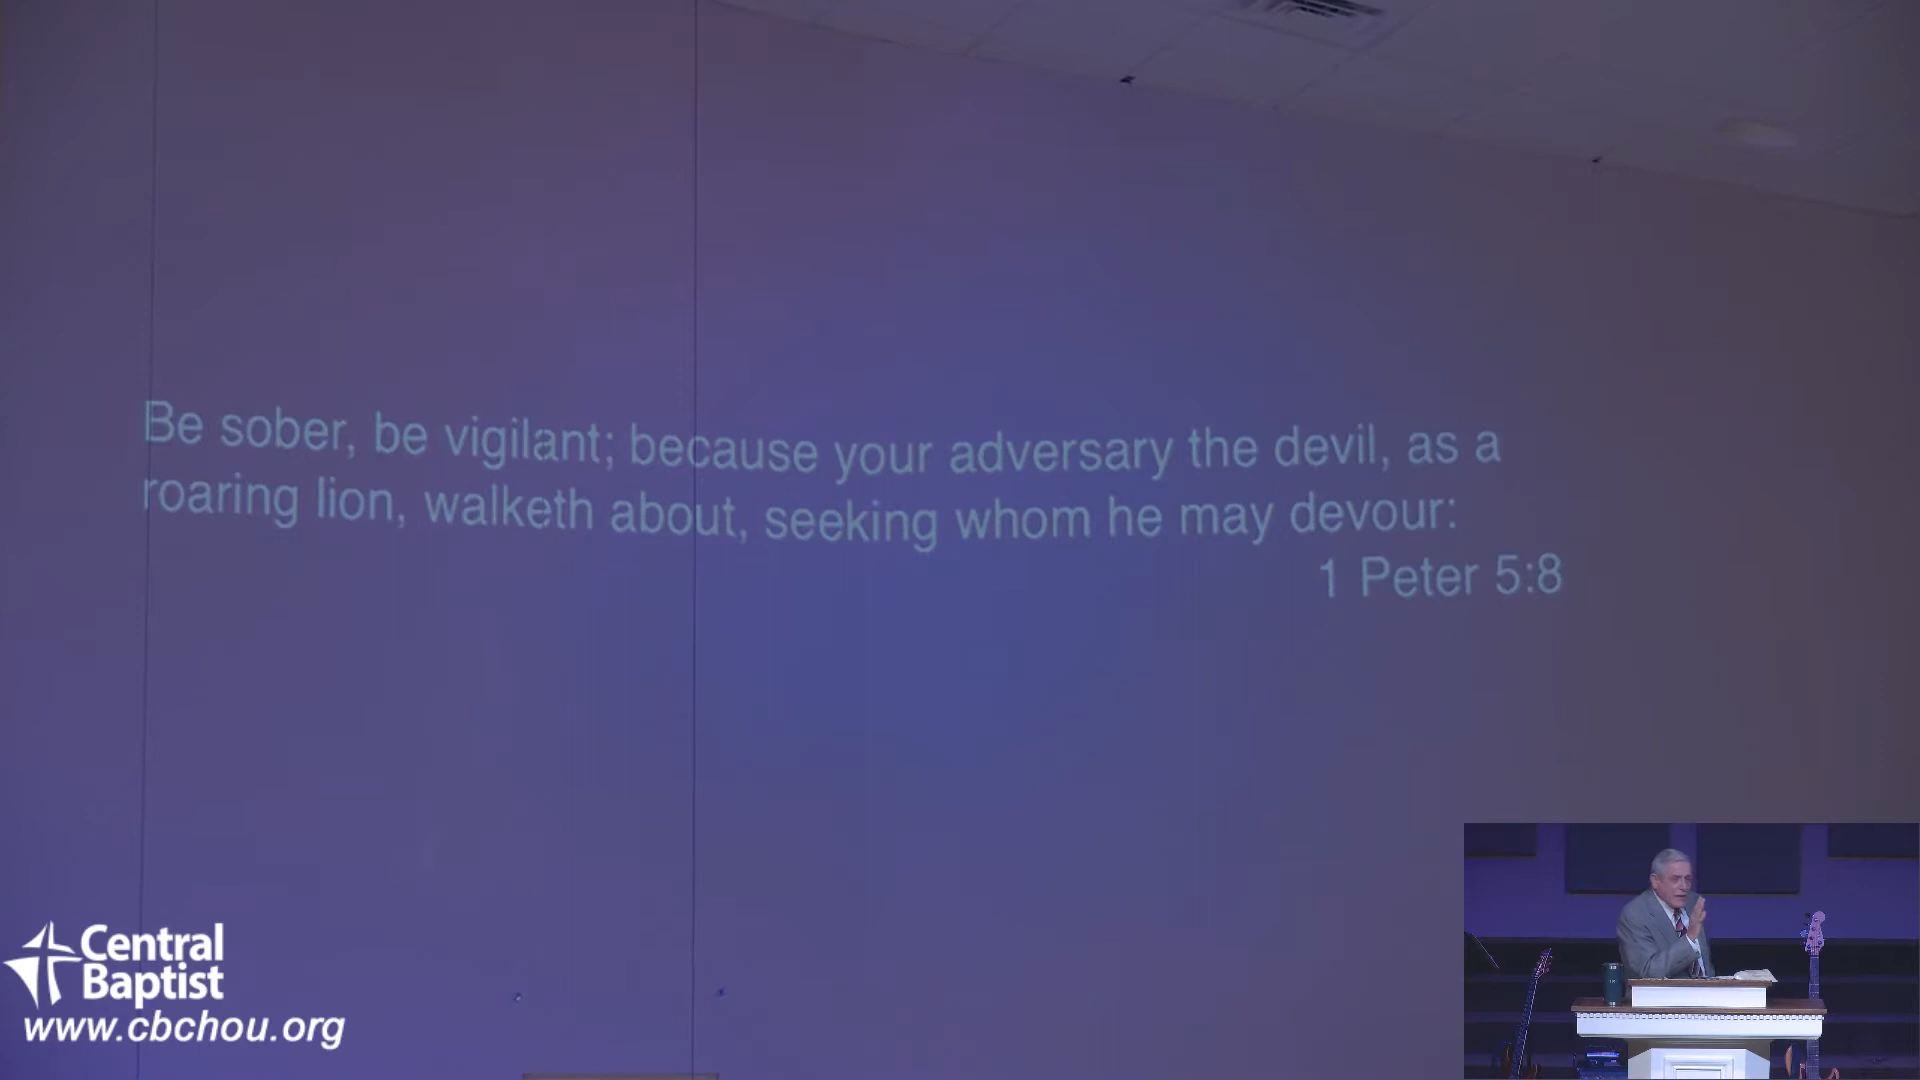 Be sober, be vigilant; because your adversary the devil, as a
roaring lion, walketh about, seeking whom he may devour:
1 Peter 5:8
Central
Baptist
www.cbchou.org